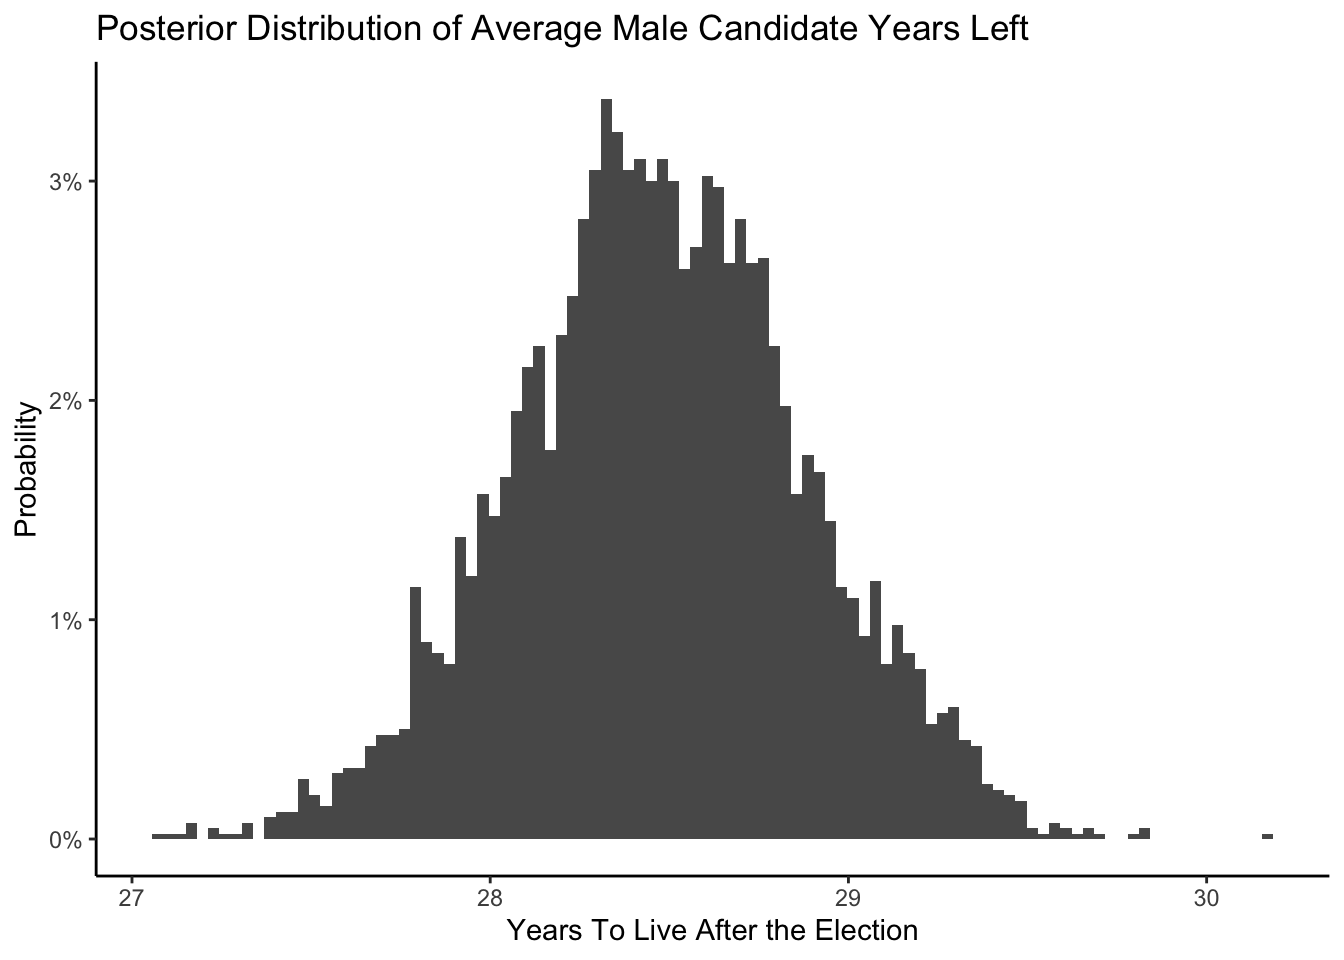 Posterior Distribution of Average Male Candidate Years Left
Probability
3%
2%
1%
0%
27 28 29 30
Years To Live After the Election